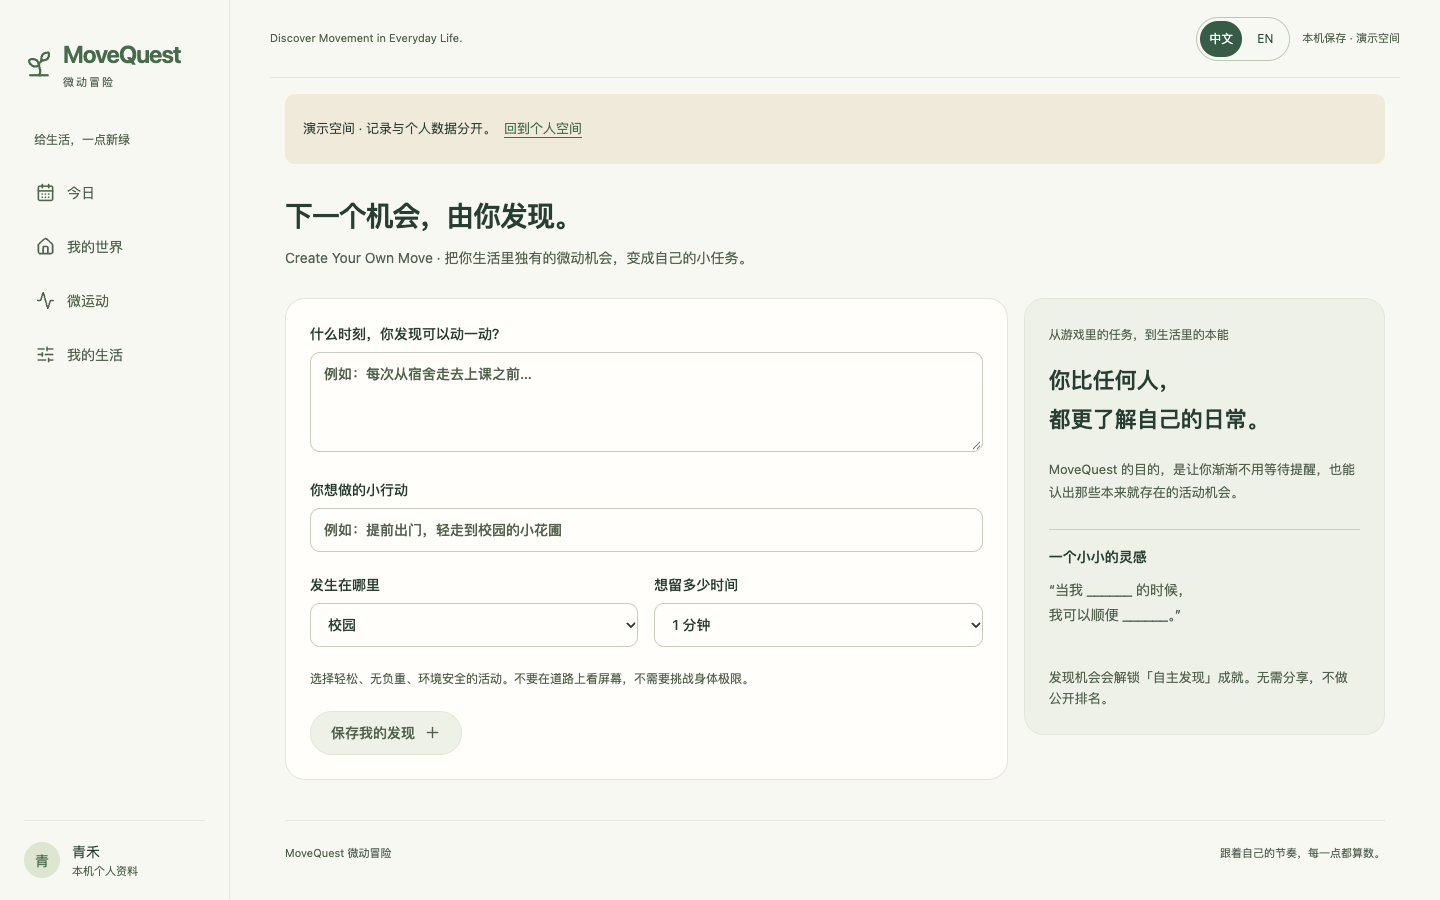 MoveQuest
微动冒险
给生活，一点新绿
今日
我的世界
微运动
我的生活
青
青禾
本机个人资料
Discover Movement in Everyday Life.
中文
EN
本机保存 · 演示空间
演示空间 · 记录与个人数据分开。 回到个人空间
下一个机会，由你发现。
Create Your Own Move · 把你生活里独有的微动机会，变成自己的小任务。
什么时刻，你发现可以动一动？
例如：每次从宿舍走去上课之前...
你想做的小行动
例如：提前出门，轻走到校园的小花圃
发生在哪里
校园
想留多少时间
1 分钟
选择轻松、无负重、环境安全的活动。不要在道路上看屏幕，不需要挑战身体极限。
保存我的发现 +
从游戏里的任务，到生活里的本能
你比任何人，
都更了解自己的日常。
MoveQuest 的目的，是让你渐渐不用等待提醒，也能
认出那些本来就存在的活动机会。
一个小小的灵感
“当我 ______ 的时候，
我可以顺便 ______。”
发现机会会解锁「自主发现」成就。无需分享，不做
公开排名。
MoveQuest 微动冒险
跟着自己的节奏，每一点都算数。